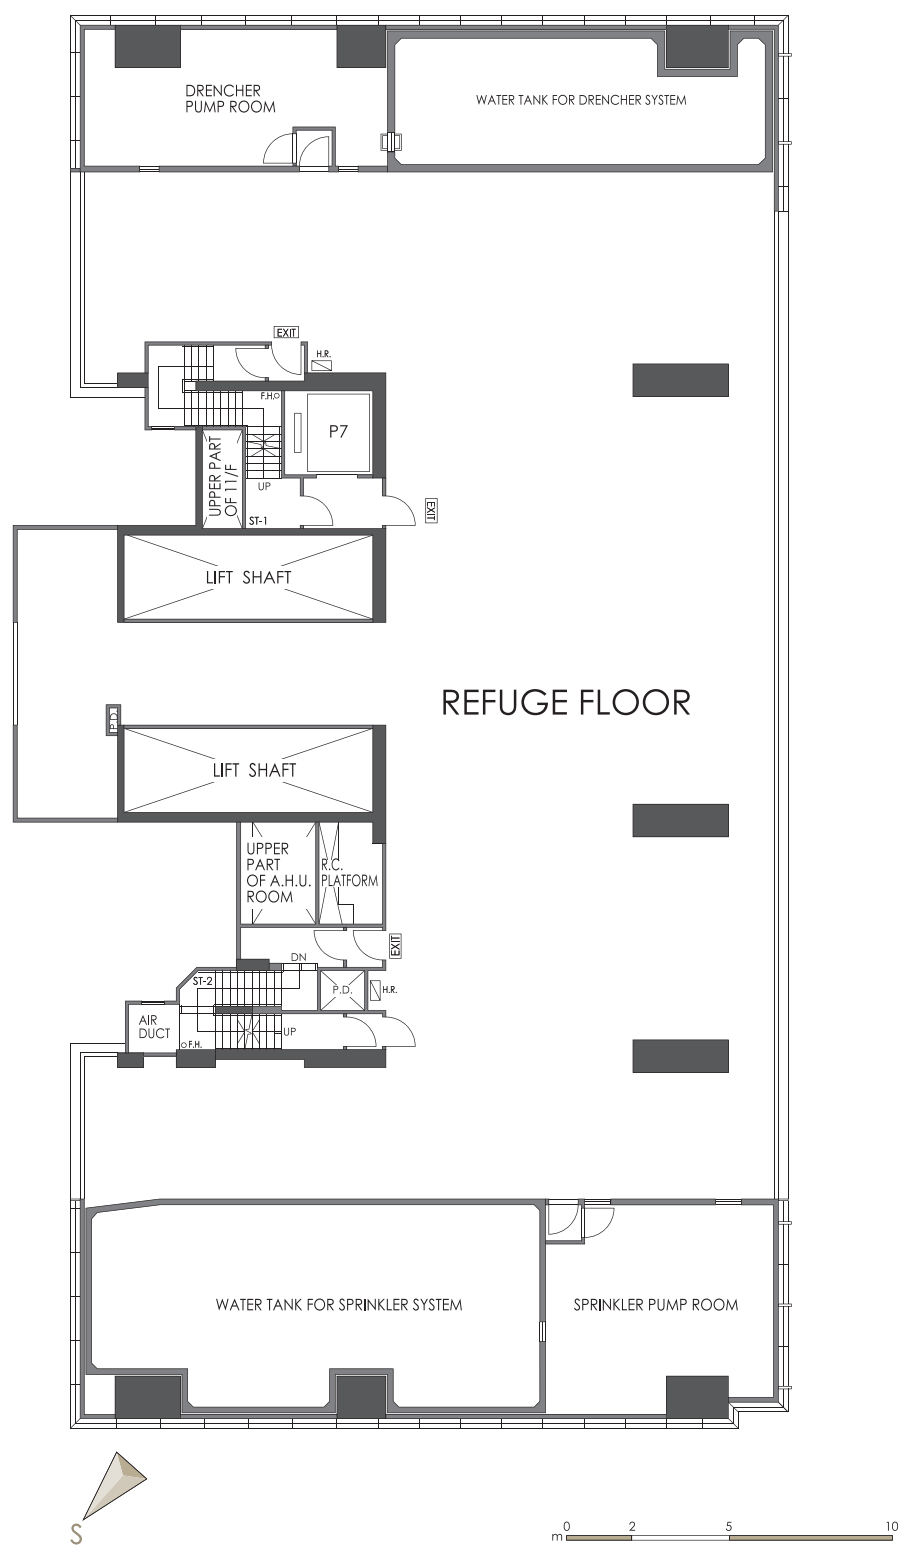 DRENCHER
PUMP ROOM
WATER TANK FOR DRENCHER SYSTEM
EXIT
H.R.
F.H.
P7
UPPER PART
OF 11/F
UP
ST-1
EXIT
LIFT SHAFT
REFUGE FLOOR
P.D.
LIFT SHAFT
UPPER
PART
OF A.H.U.
ROOM
R.C.
PLATFORM
EXIT
DN
ST-2
P.D.
H.R.
AIR
DUCT
UP
F.H.
WATER TANK FOR SPRINKLER SYSTEM
SPRINKLER PUMP ROOM
S
0 2 5 10
m